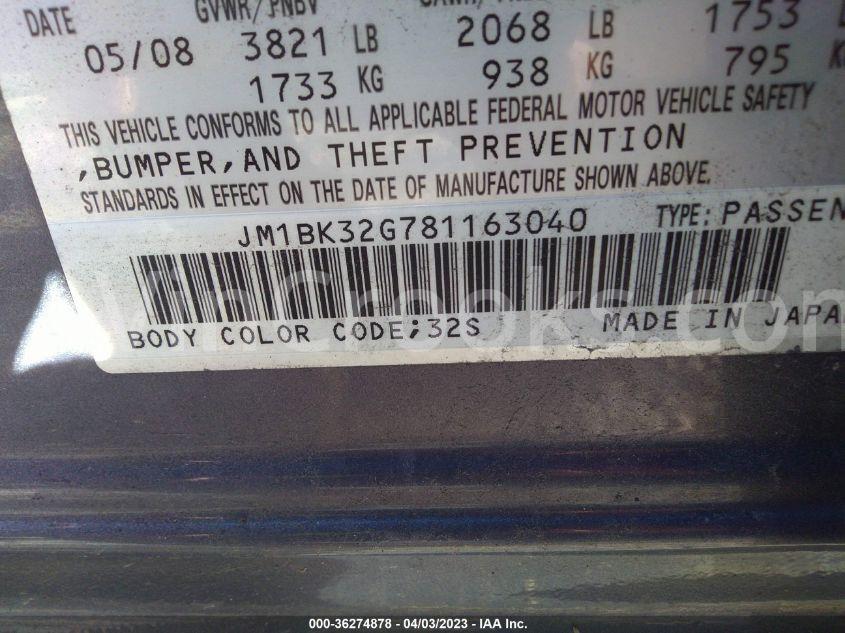 DATE GVWR/PNBV
05/08 3821 LB 2068 LB 1753
1733 KG 938 KG 795
THIS VEHICLE CONFORMS TO ALL APPLICABLE FEDERAL MOTOR VEHICLE SAFETY
,BUMPER,AND THEFT PREVENTION
STANDARDS IN EFFECT ON THE DATE OF MANUFACTURE SHOWN ABOVE.
JM1BK32G781163040 TYPE: PASSEN
BODY COLOR CODE;32S MADE IN JAPA
VinCrooks.com
000-36274878 - 04/03/2023 - IAA Inc.